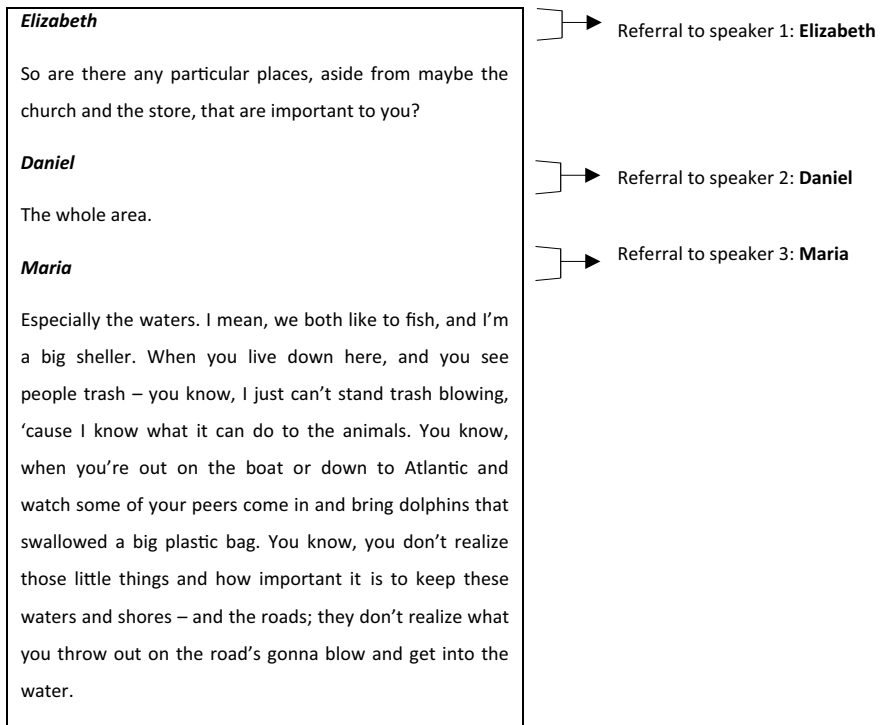 Elizabeth
Referral to speaker 1: Elizabeth
So are there any particular places, aside from maybe the
church and the store, that are important to you?
Daniel
Referral to speaker 2: Daniel
The whole area.
Maria
Referral to speaker 3: Maria
Especially the waters. I mean, we both like to fish, and I’m
a big sheller. When you live down here, and you see
people trash – you know, I just can’t stand trash blowing,
‘cause I know what it can do to the animals. You know,
when you’re out on the boat or down to Atlantic and
watch some of your peers come in and bring dolphins that
swallowed a big plastic bag. You know, you don’t realize
those little things and how important it is to keep these
waters and shores – and the roads; they don’t realize what
you throw out on the road’s gonna blow and get into the
water.